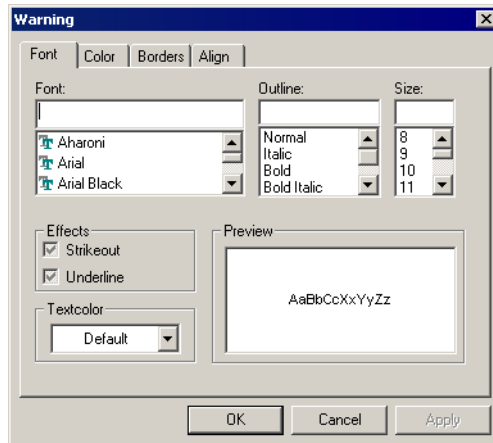 Warning
Font Color Borders Align
Font: Outline: Size:
Aharoni Normal 8
Arial Italic 9
Arial Black Bold 10
Bold Italic 11
Effects Preview
Strikeout
Underline
AaBbCcXxYyZz
Textcolor
Default
OK Cancel Apply